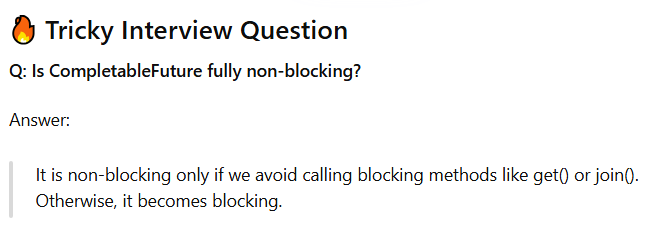 🔥 Tricky Interview Question
Q: Is CompletableFuture fully non-blocking?
Answer:
It is non-blocking only if we avoid calling blocking methods like get() or join().
Otherwise, it becomes blocking.